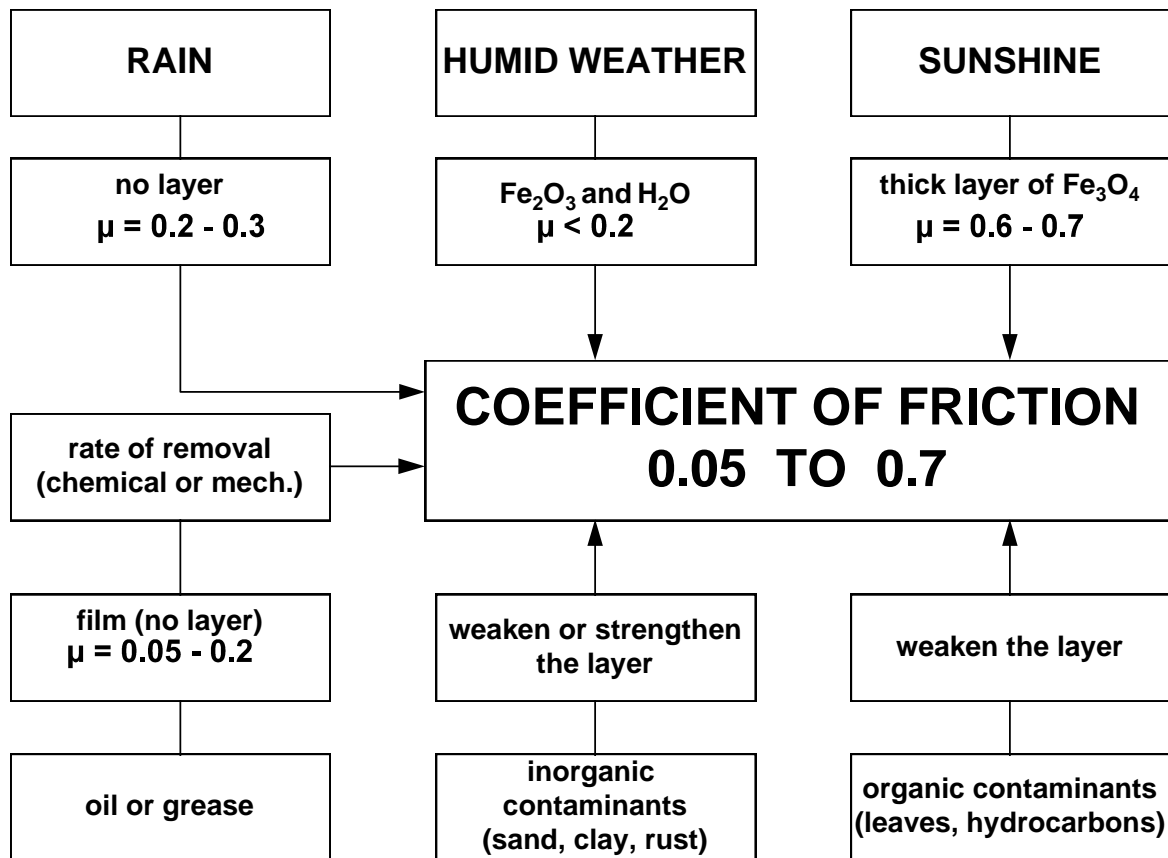 RAIN
HUMID WEATHER
SUNSHINE
no layer
μ = 0.2 - 0.3
Fe₂O₃ and H₂O
μ < 0.2
thick layer of Fe₃O₄
μ = 0.6 - 0.7
COEFFICIENT OF FRICTION
0.05 TO 0.7
rate of removal
(chemical or mech.)
film (no layer)
μ = 0.05 - 0.2
weaken or strengthen
the layer
weaken the layer
oil or grease
inorganic
contaminants
(sand, clay, rust)
organic contaminants
(leaves, hydrocarbons)